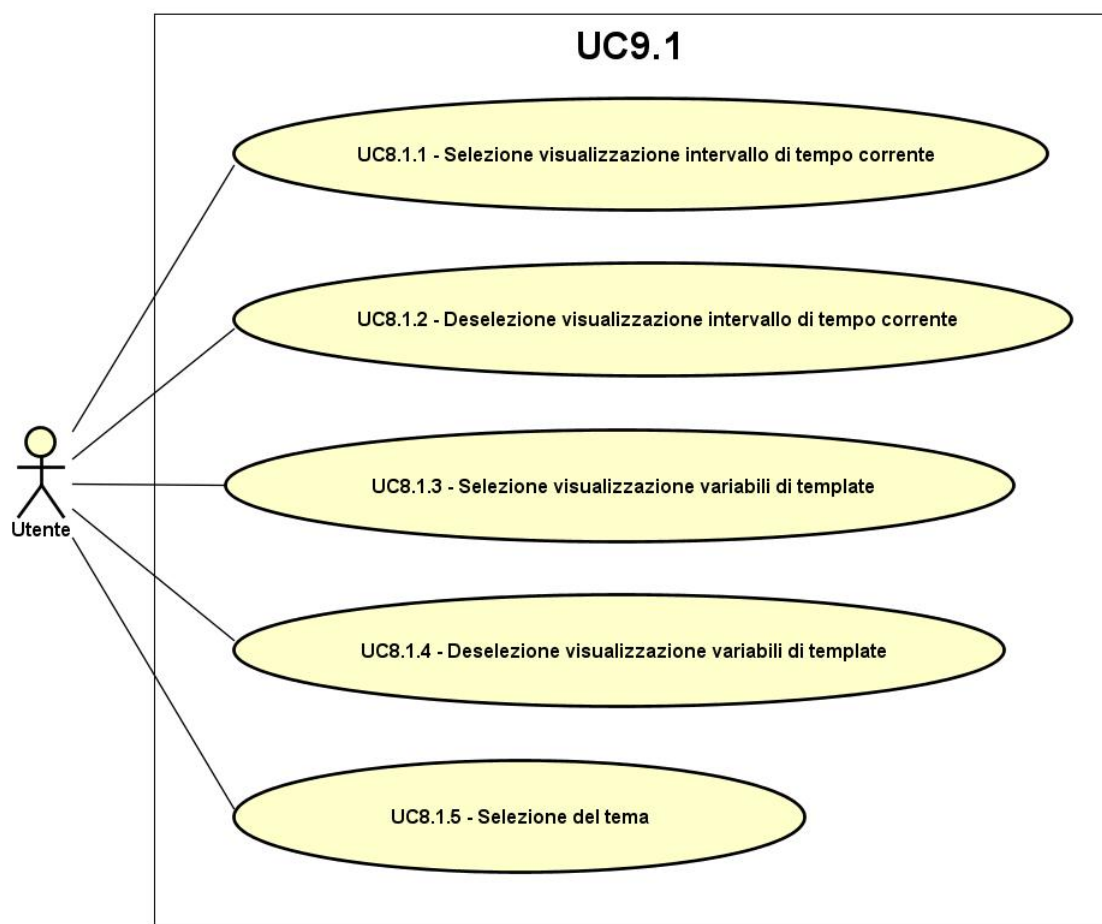 UC9.1
UC8.1.1 - Selezione visualizzazione intervallo di tempo corrente
UC8.1.2 - Deselezione visualizzazione intervallo di tempo corrente
UC8.1.3 - Selezione visualizzazione variabili di template
Utente
UC8.1.4 - Deselezione visualizzazione variabili di template
UC8.1.5 - Selezione del tema